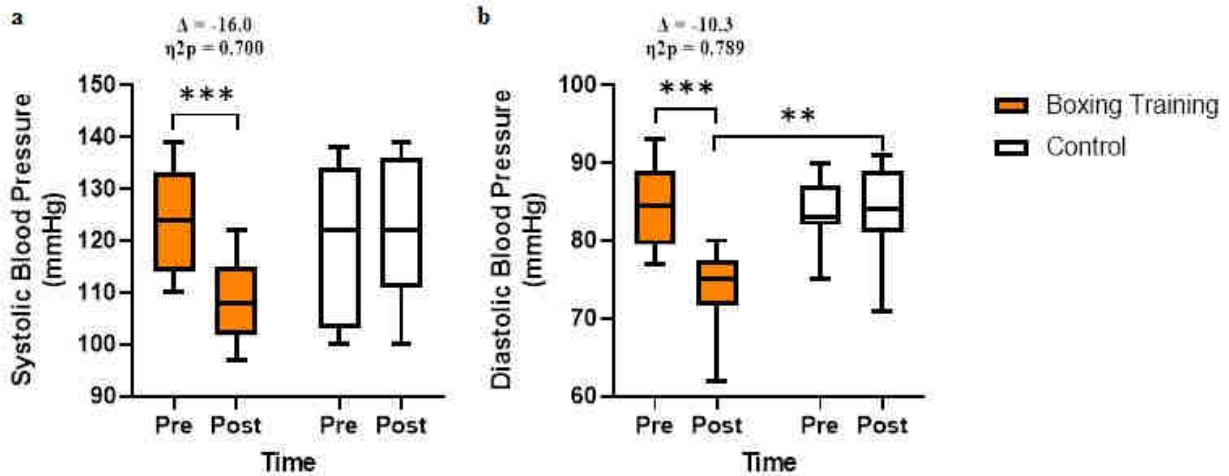 a
Δ = -16.0
η2p = 0.700
***
Systolic Blood Pressure
(mmHg)
150
140
130
120
110
100
90
Pre Post Pre Post
Time
b
Δ = -10.3
η2p = 0.789
***
**
Diastolic Blood Pressure
(mmHg)
100
90
80
70
60
Pre Post Pre Post
Time
Boxing Training
Control